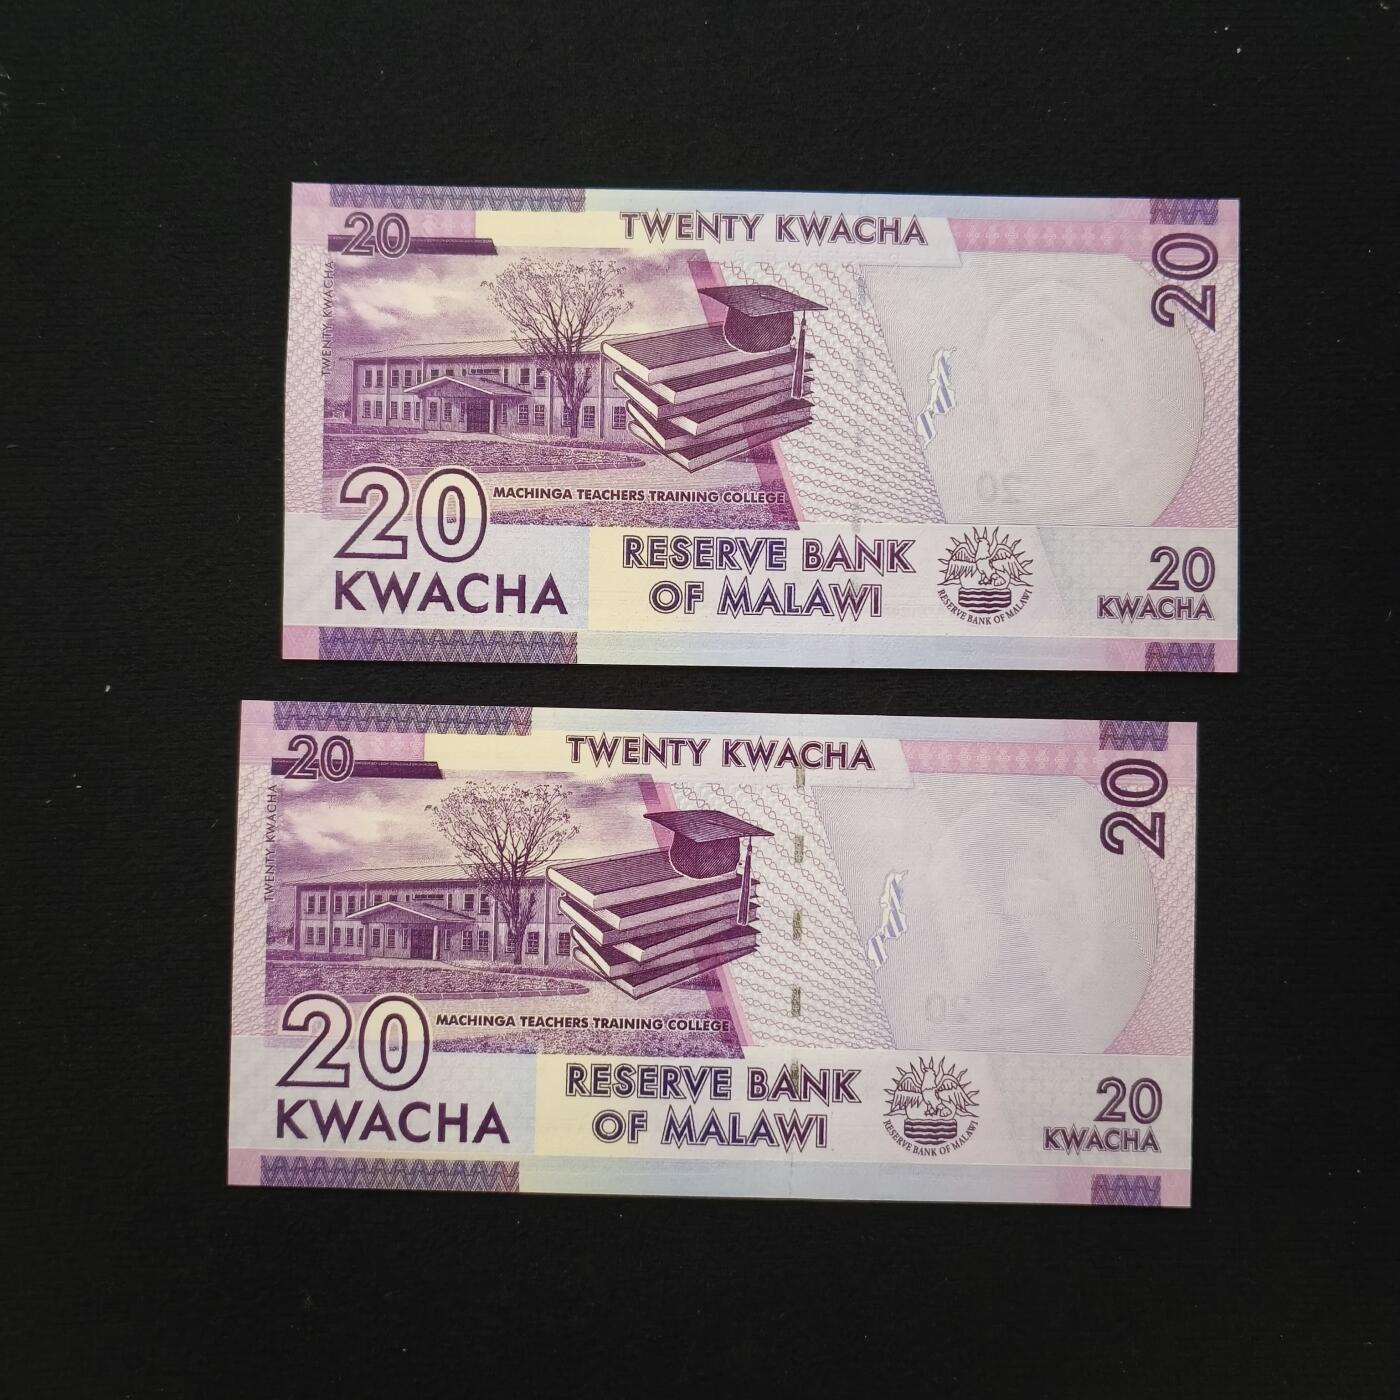 20
TWENTY KWACHA
20
TWENTY KWACHA
MACHINGA TEACHERS TRAINING COLLEGE
20
KWACHA
RESERVE BANK
OF MALAWI
RESERVE BANK OF MALAWI
20
KWACHA
20
TWENTY KWACHA
20
TWENTY KWACHA
MACHINGA TEACHERS TRAINING COLLEGE
20
KWACHA
RESERVE BANK
OF MALAWI
RESERVE BANK OF MALAWI
20
KWACHA